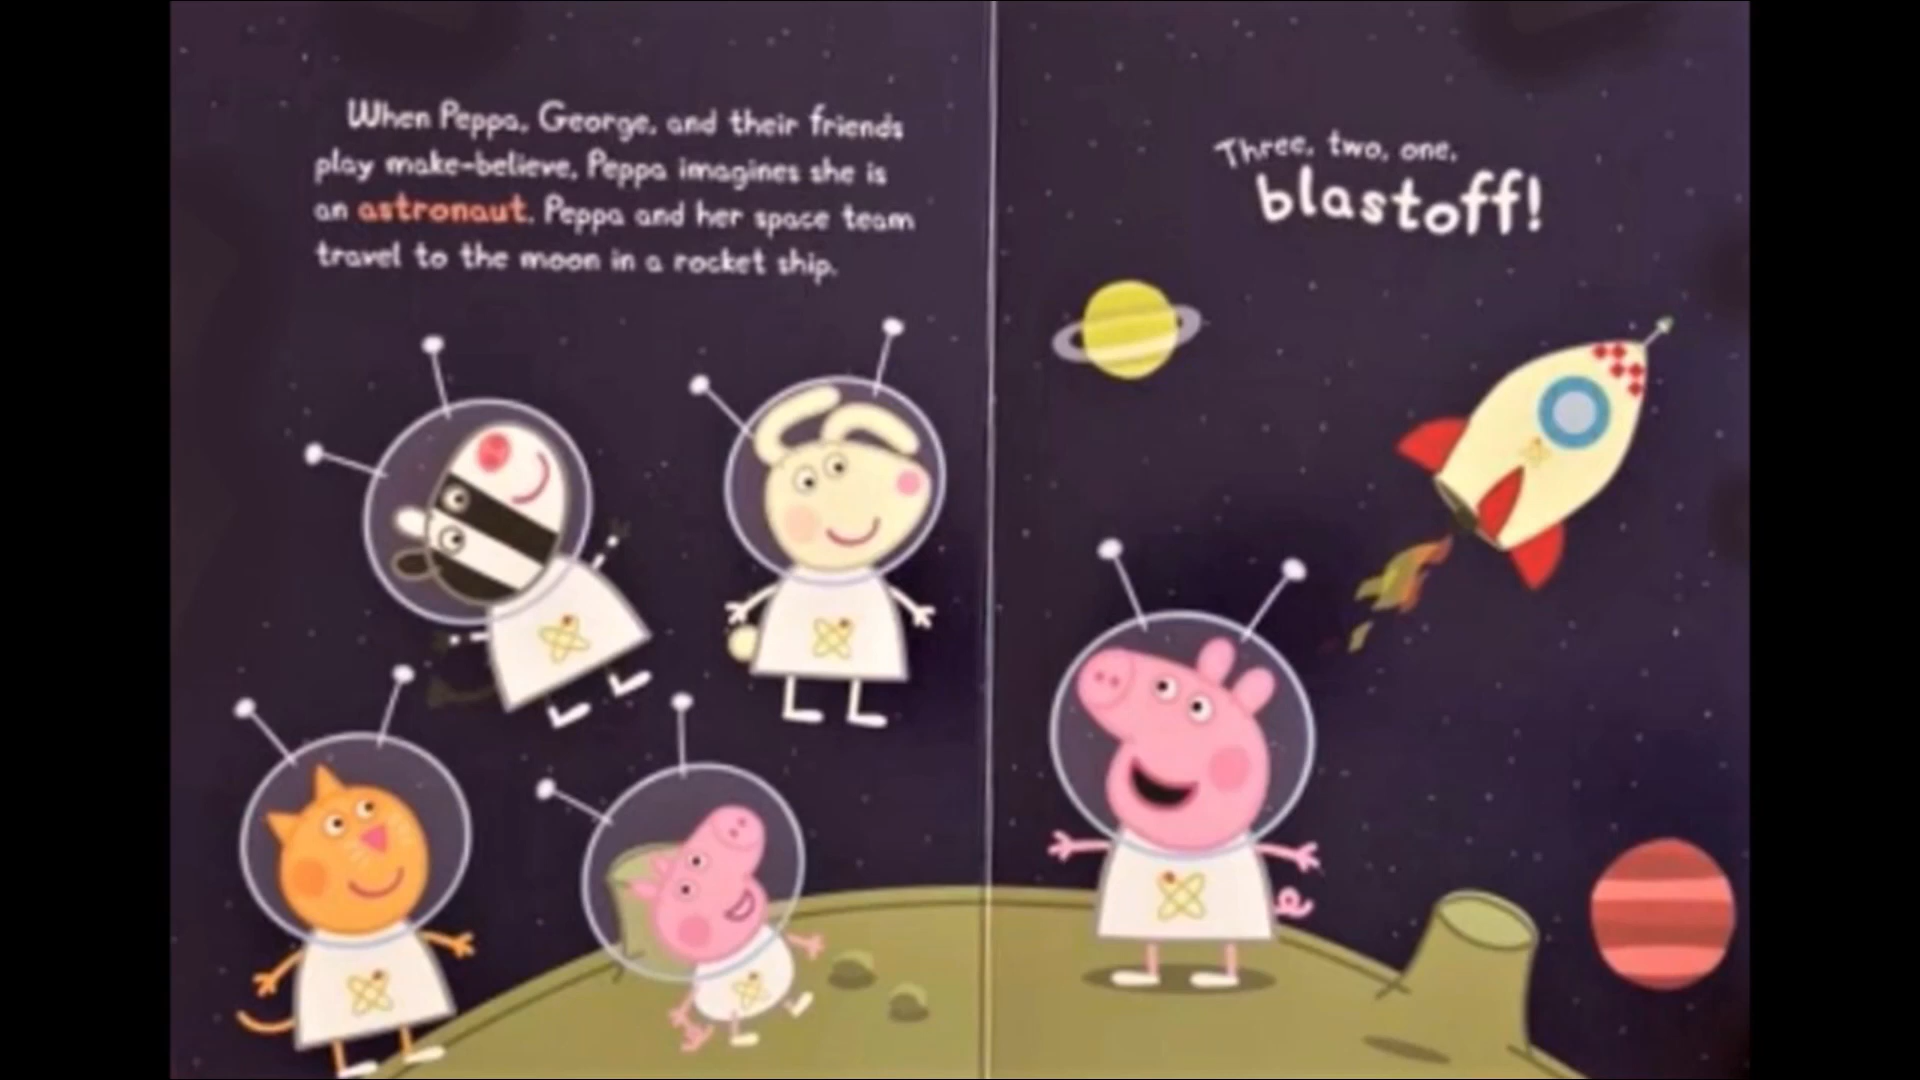 When Peppa, George, and their friends
play make-believe, Peppa imagines she is
an astronaut. Peppa and her space team
travel to the moon in a rocket ship.
Three, two, one,
blastoff!